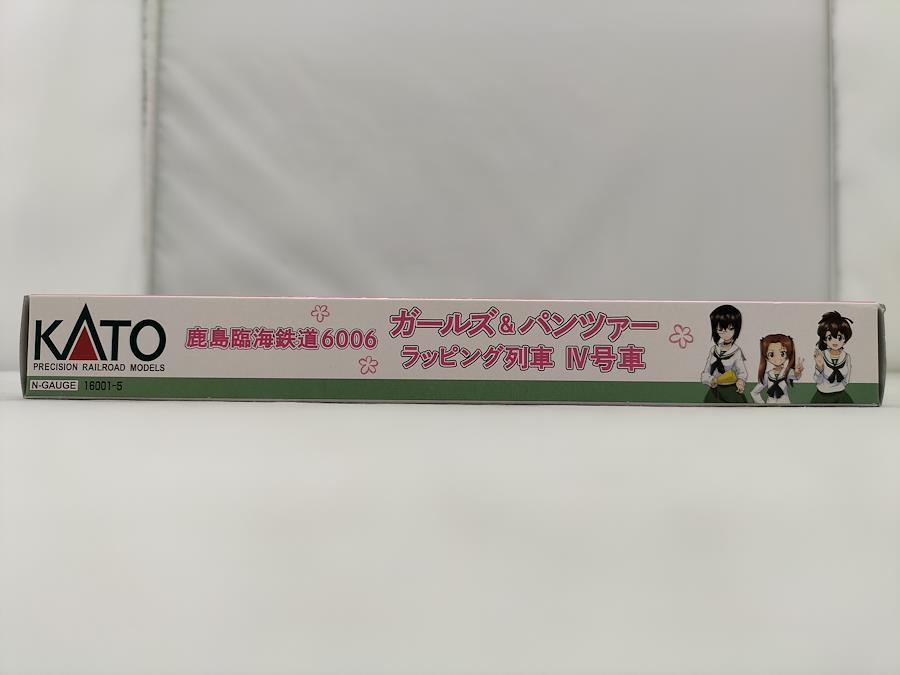 KATO
PRECISION RAILROAD MODELS
N-GAUGE 16001-5
鹿島臨海鉄道6006
ガールズ&パンツァー
ラッピング列車 Ⅳ号車